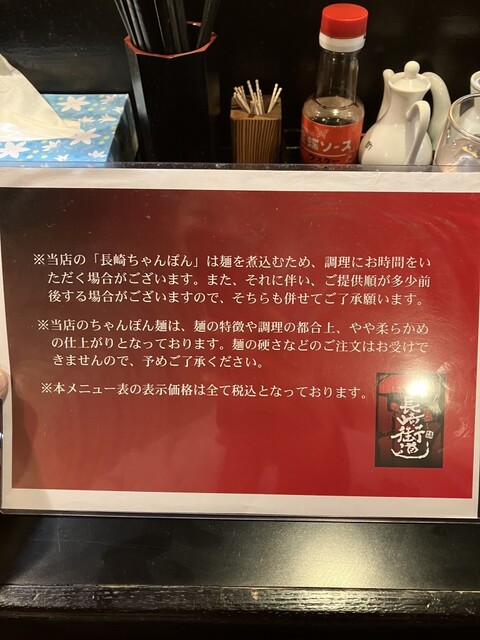 ソース
※当店の「長崎ちゃんぽん」は麺を煮込むため、調理にお時間をい
ただく場合がございます。また、それに伴い、ご提供順が多少前
後する場合がございますので、そちらも併せてご了承願います。
※当店のちゃんぽん麺は、麺の特徴や調理の都合上、やや柔らかめ
の仕上がりとなっております。麺の硬さなどのご注文はお受けで
きませんので、予めご了承ください。
※本メニュー表の表示価格は全て税込となっております。
長崎街道